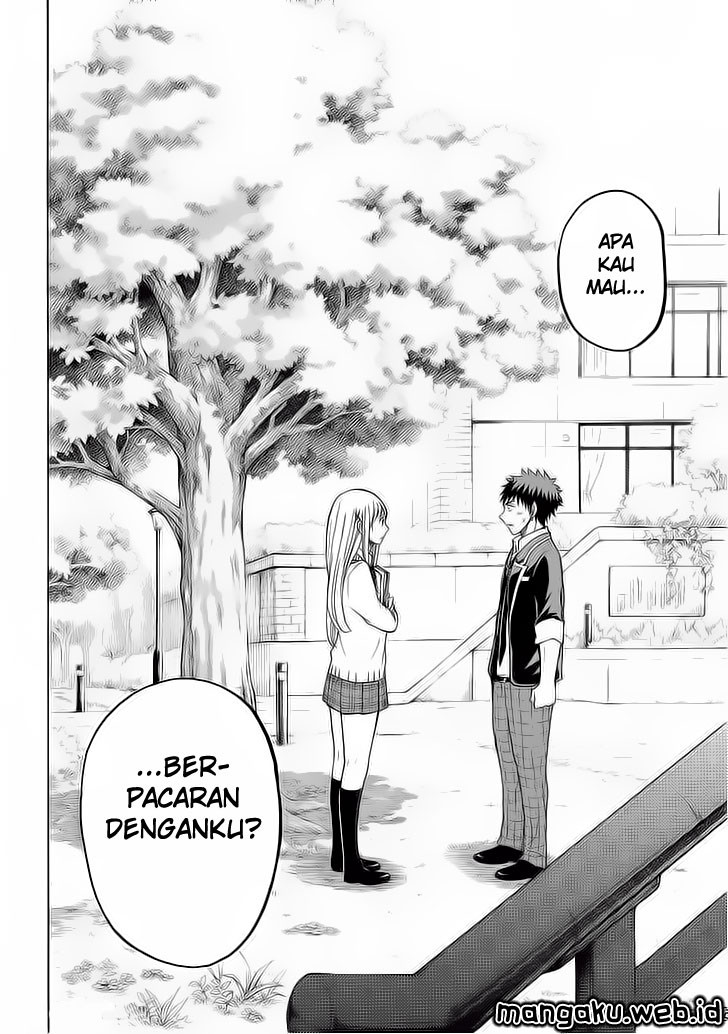 APA
KAU
MAU...
...BER-
PACARAN
DENGANKU?
mangaku.web.id